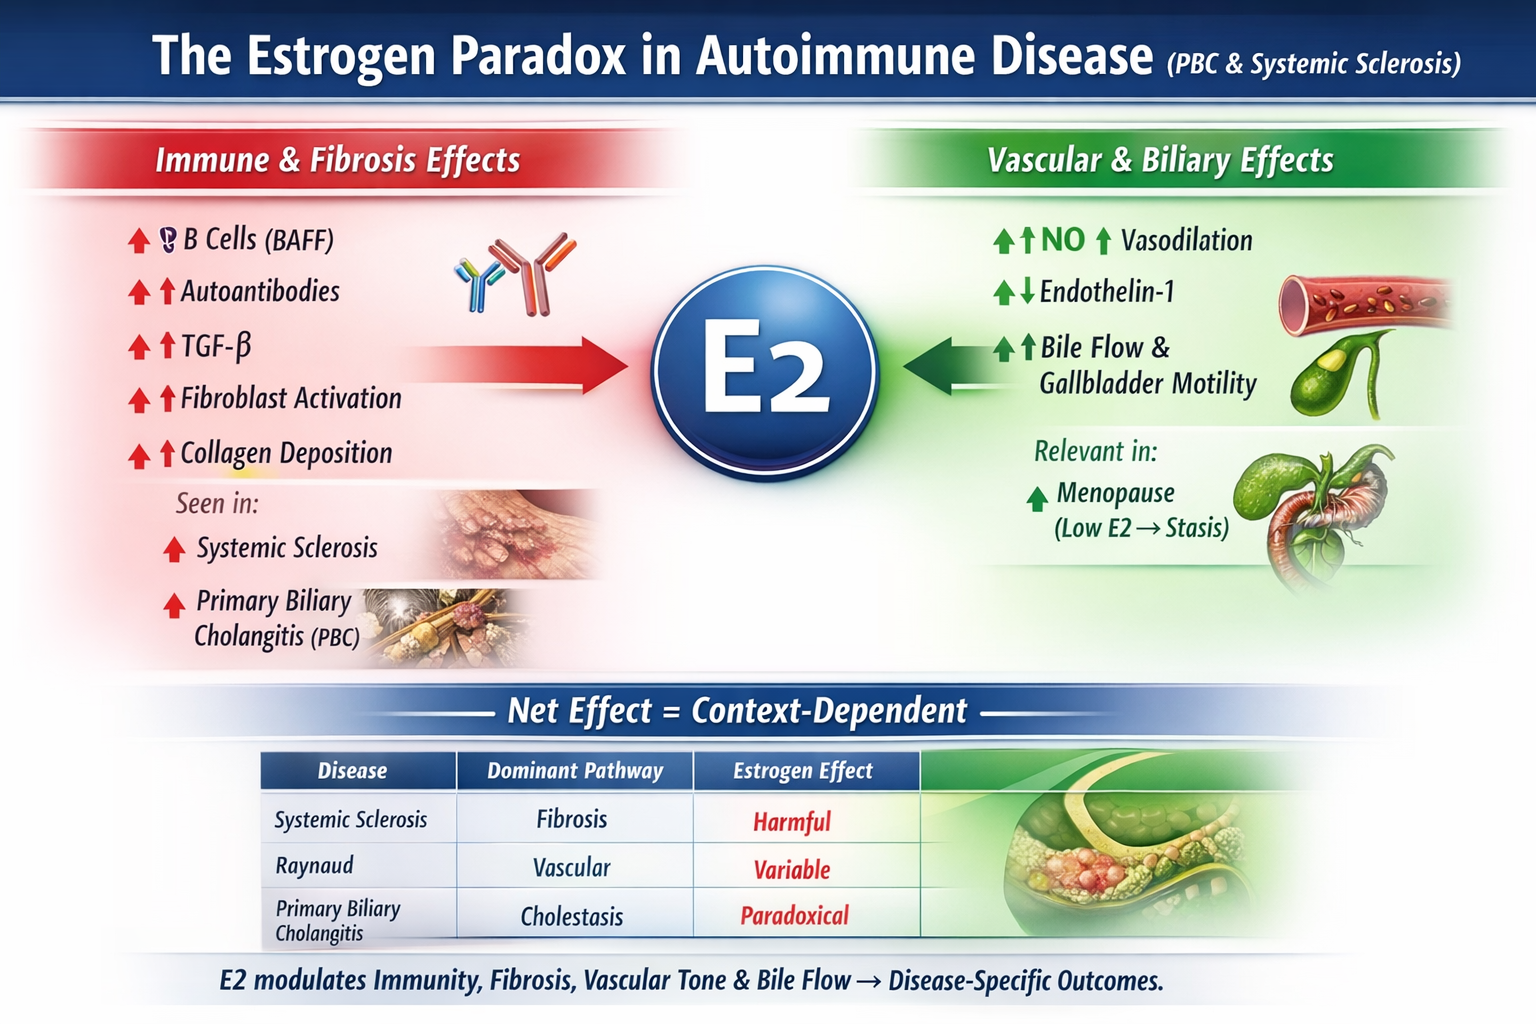 The Estrogen Paradox in Autoimmune Disease (PBC & Systemic Sclerosis)
Immune & Fibrosis Effects
↑ B Cells (BAFF)
↑ ↑ Autoantibodies
↑ ↑ TGF-β
↑ ↑ Fibroblast Activation
↑ ↑ Collagen Deposition
Seen in:
↑ Systemic Sclerosis
↑ Primary Biliary
Cholangitis (PBC)
E2
Vascular & Biliary Effects
↑ ↑ NO ↑ Vasodilation
↑ ↓ Endothelin-1
↑ ↑ Bile Flow &
Gallbladder Motility
Relevant in:
↑ Menopause
(Low E2 → Stasis)
Net Effect = Context-Dependent
Disease Dominant Pathway Estrogen Effect
Systemic Sclerosis Fibrosis Harmful
Raynaud Vascular Variable
Primary Biliary
Cholangitis Cholestasis Paradoxical
E2 modulates Immunity, Fibrosis, Vascular Tone & Bile Flow → Disease-Specific Outcomes.